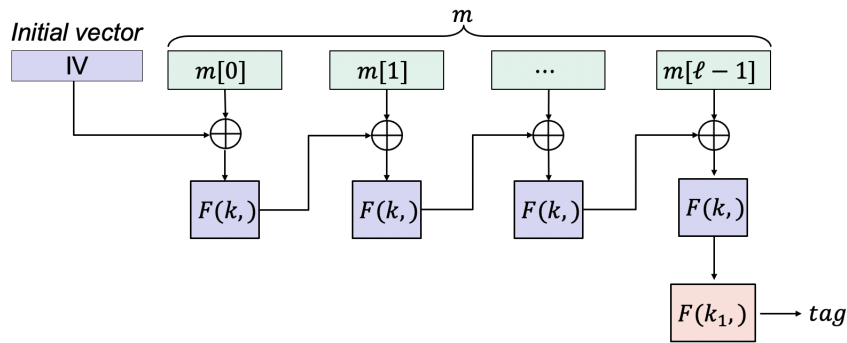 m
Initial vector
IV
m[0] m[1] ⋯ m[ℓ − 1]
F(k,) F(k,) F(k,) F(k,)
F(k₁,) tag